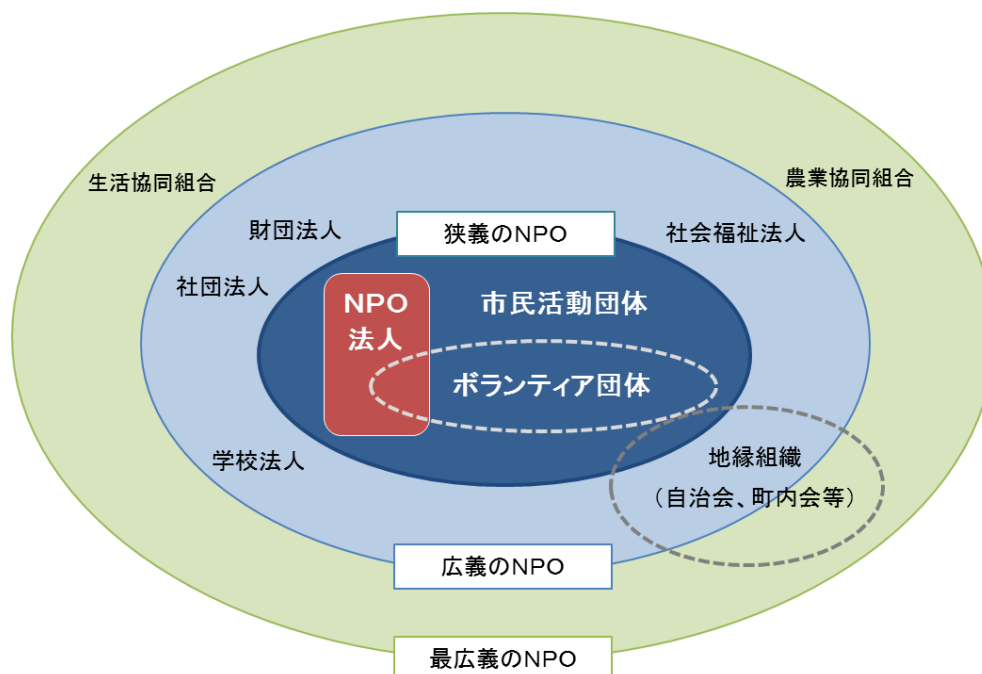 生活協同組合
農業協同組合
財団法人
狭義のNPO
社会福祉法人
社団法人
NPO
法人
市民活動団体
ボランティア団体
学校法人
地縁組織
（自治会、町内会等）
広義のNPO
最広義のNPO